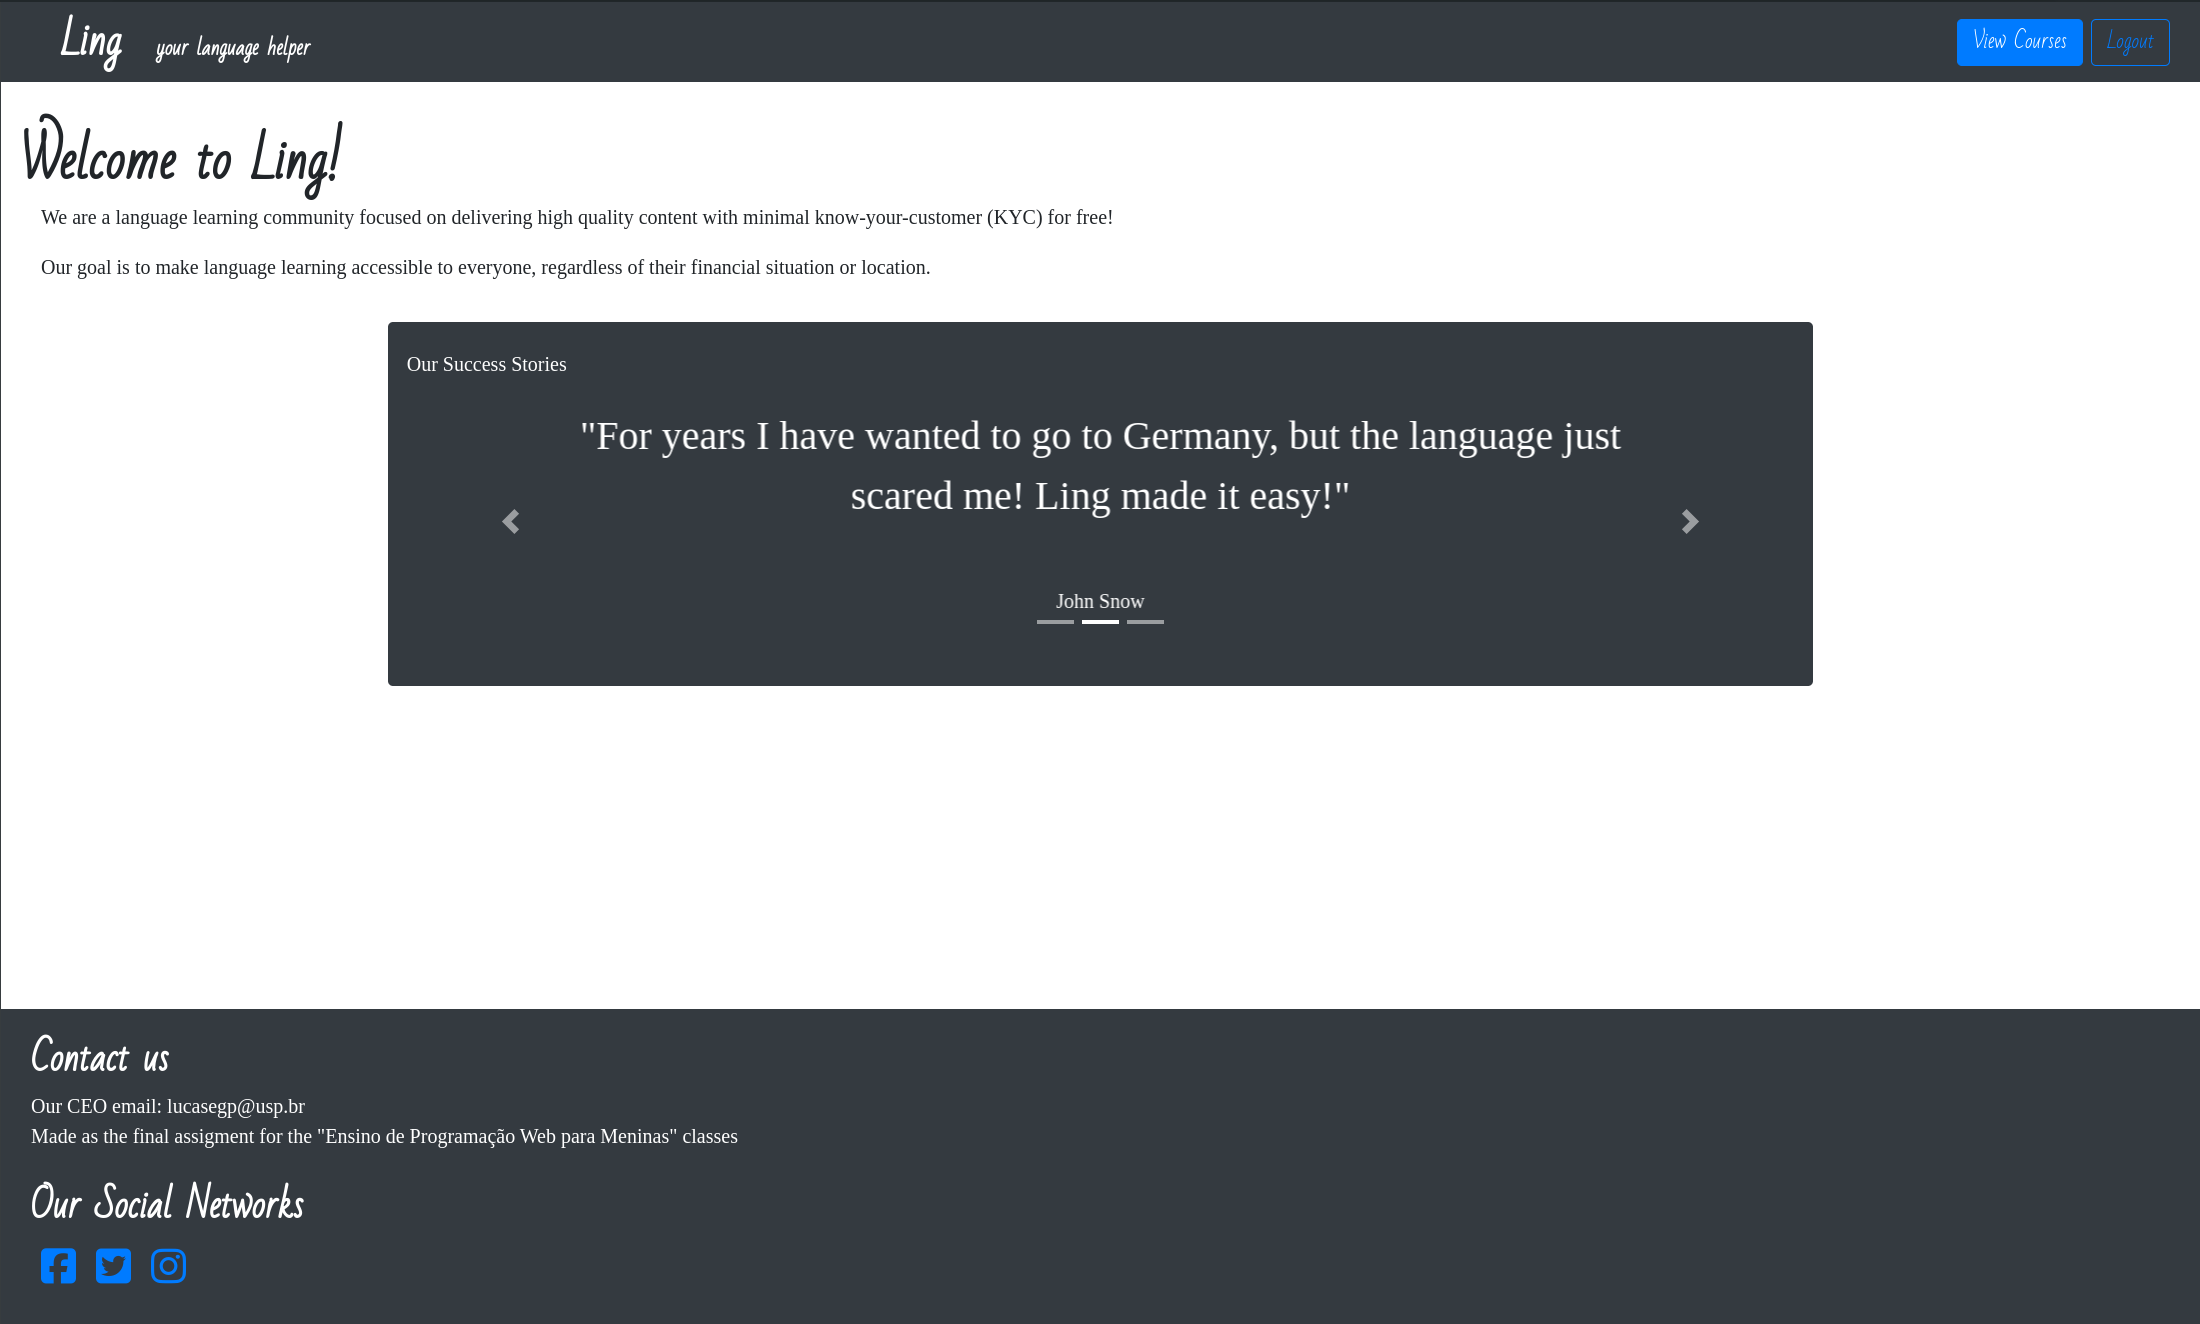 Ling your language helper View Courses Logout
Welcome to Ling!
We are a language learning community focused on delivering high quality content with minimal know-your-customer (KYC) for free!
Our goal is to make language learning accessible to everyone, regardless of their financial situation or location.
Our Success Stories
"For years I have wanted to go to Germany, but the language just
scared me! Ling made it easy!"
John Snow
Contact us
Our CEO email: lucasegp@usp.br
Made as the final assigment for the "Ensino de Programação Web para Meninas" classes
Our Social Networks